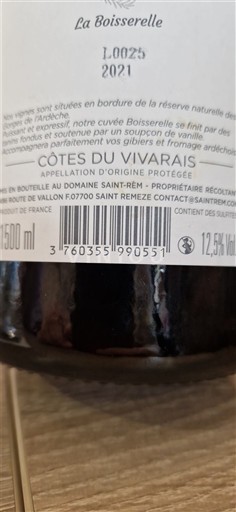 La Boisserelle
L0025
2021
Nos vignes sont situées en bordure de la réserve naturelle des
Gorges de l'Ardèche.
Puissant et expressif, notre cuvée Boisserelle se finit par des
tanins fondus et soutenue par un soupçon de vanille.
Accompagnera parfaitement vos gibiers et fromage ardéchois
CÔTES DU VIVARAIS
APPELLATION D'ORIGINE PROTÉGÉE
MIS EN BOUTEILLE AU DOMAINE SAINT-RÈM - PROPRIÉTAIRE RÉCOLTANT
ROUTE DE VALLON F.07700 SAINT REMEZE CONTACT@SAINTREM.CO
PRODUIT DE FRANCE CONTIENT DES SULFITES
1500 ml 12,5% Vol.
3 760355 990551